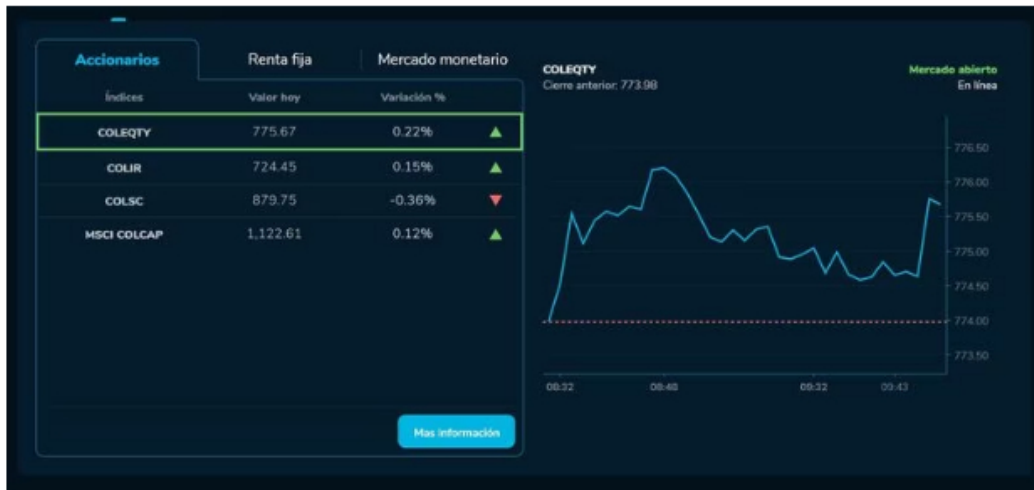 Accionarios Renta fija Mercado monetario
Índices Valor hoy Variación %
COLEQTY 775.67 0.22%
COLIR 724.45 0.15%
COLSC 879.75 -0.36%
MSCI COLCAP 1,122.61 0.12%
Mas información
COLEQTY Mercado abierto
Cierre anterior: 773.98 En línea
776.50
776.00
775.50
775.00
774.50
774.00
773.50
08:32 08:48 09:32 09:43